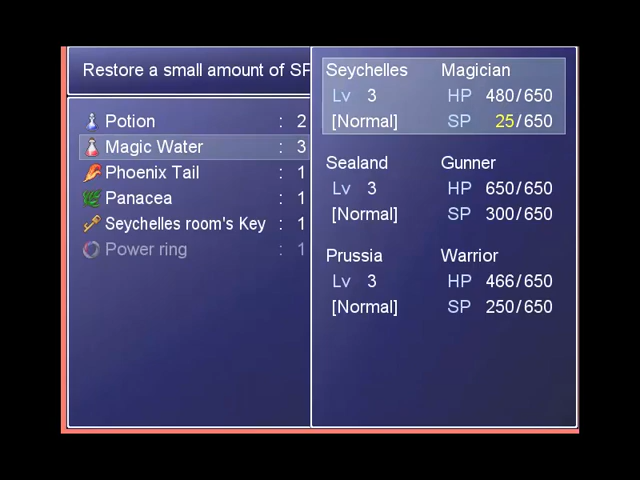 Restore a small amount of SP
Potion : 2
Magic Water : 3
Phoenix Tail : 1
Panacea : 1
Seychelles room's Key : 1
Power ring : 1
Seychelles Magician
Lv 3 HP 480/650
[Normal] SP 25/650
Sealand Gunner
Lv 3 HP 650/650
[Normal] SP 300/650
Prussia Warrior
Lv 3 HP 466/650
[Normal] SP 250/650